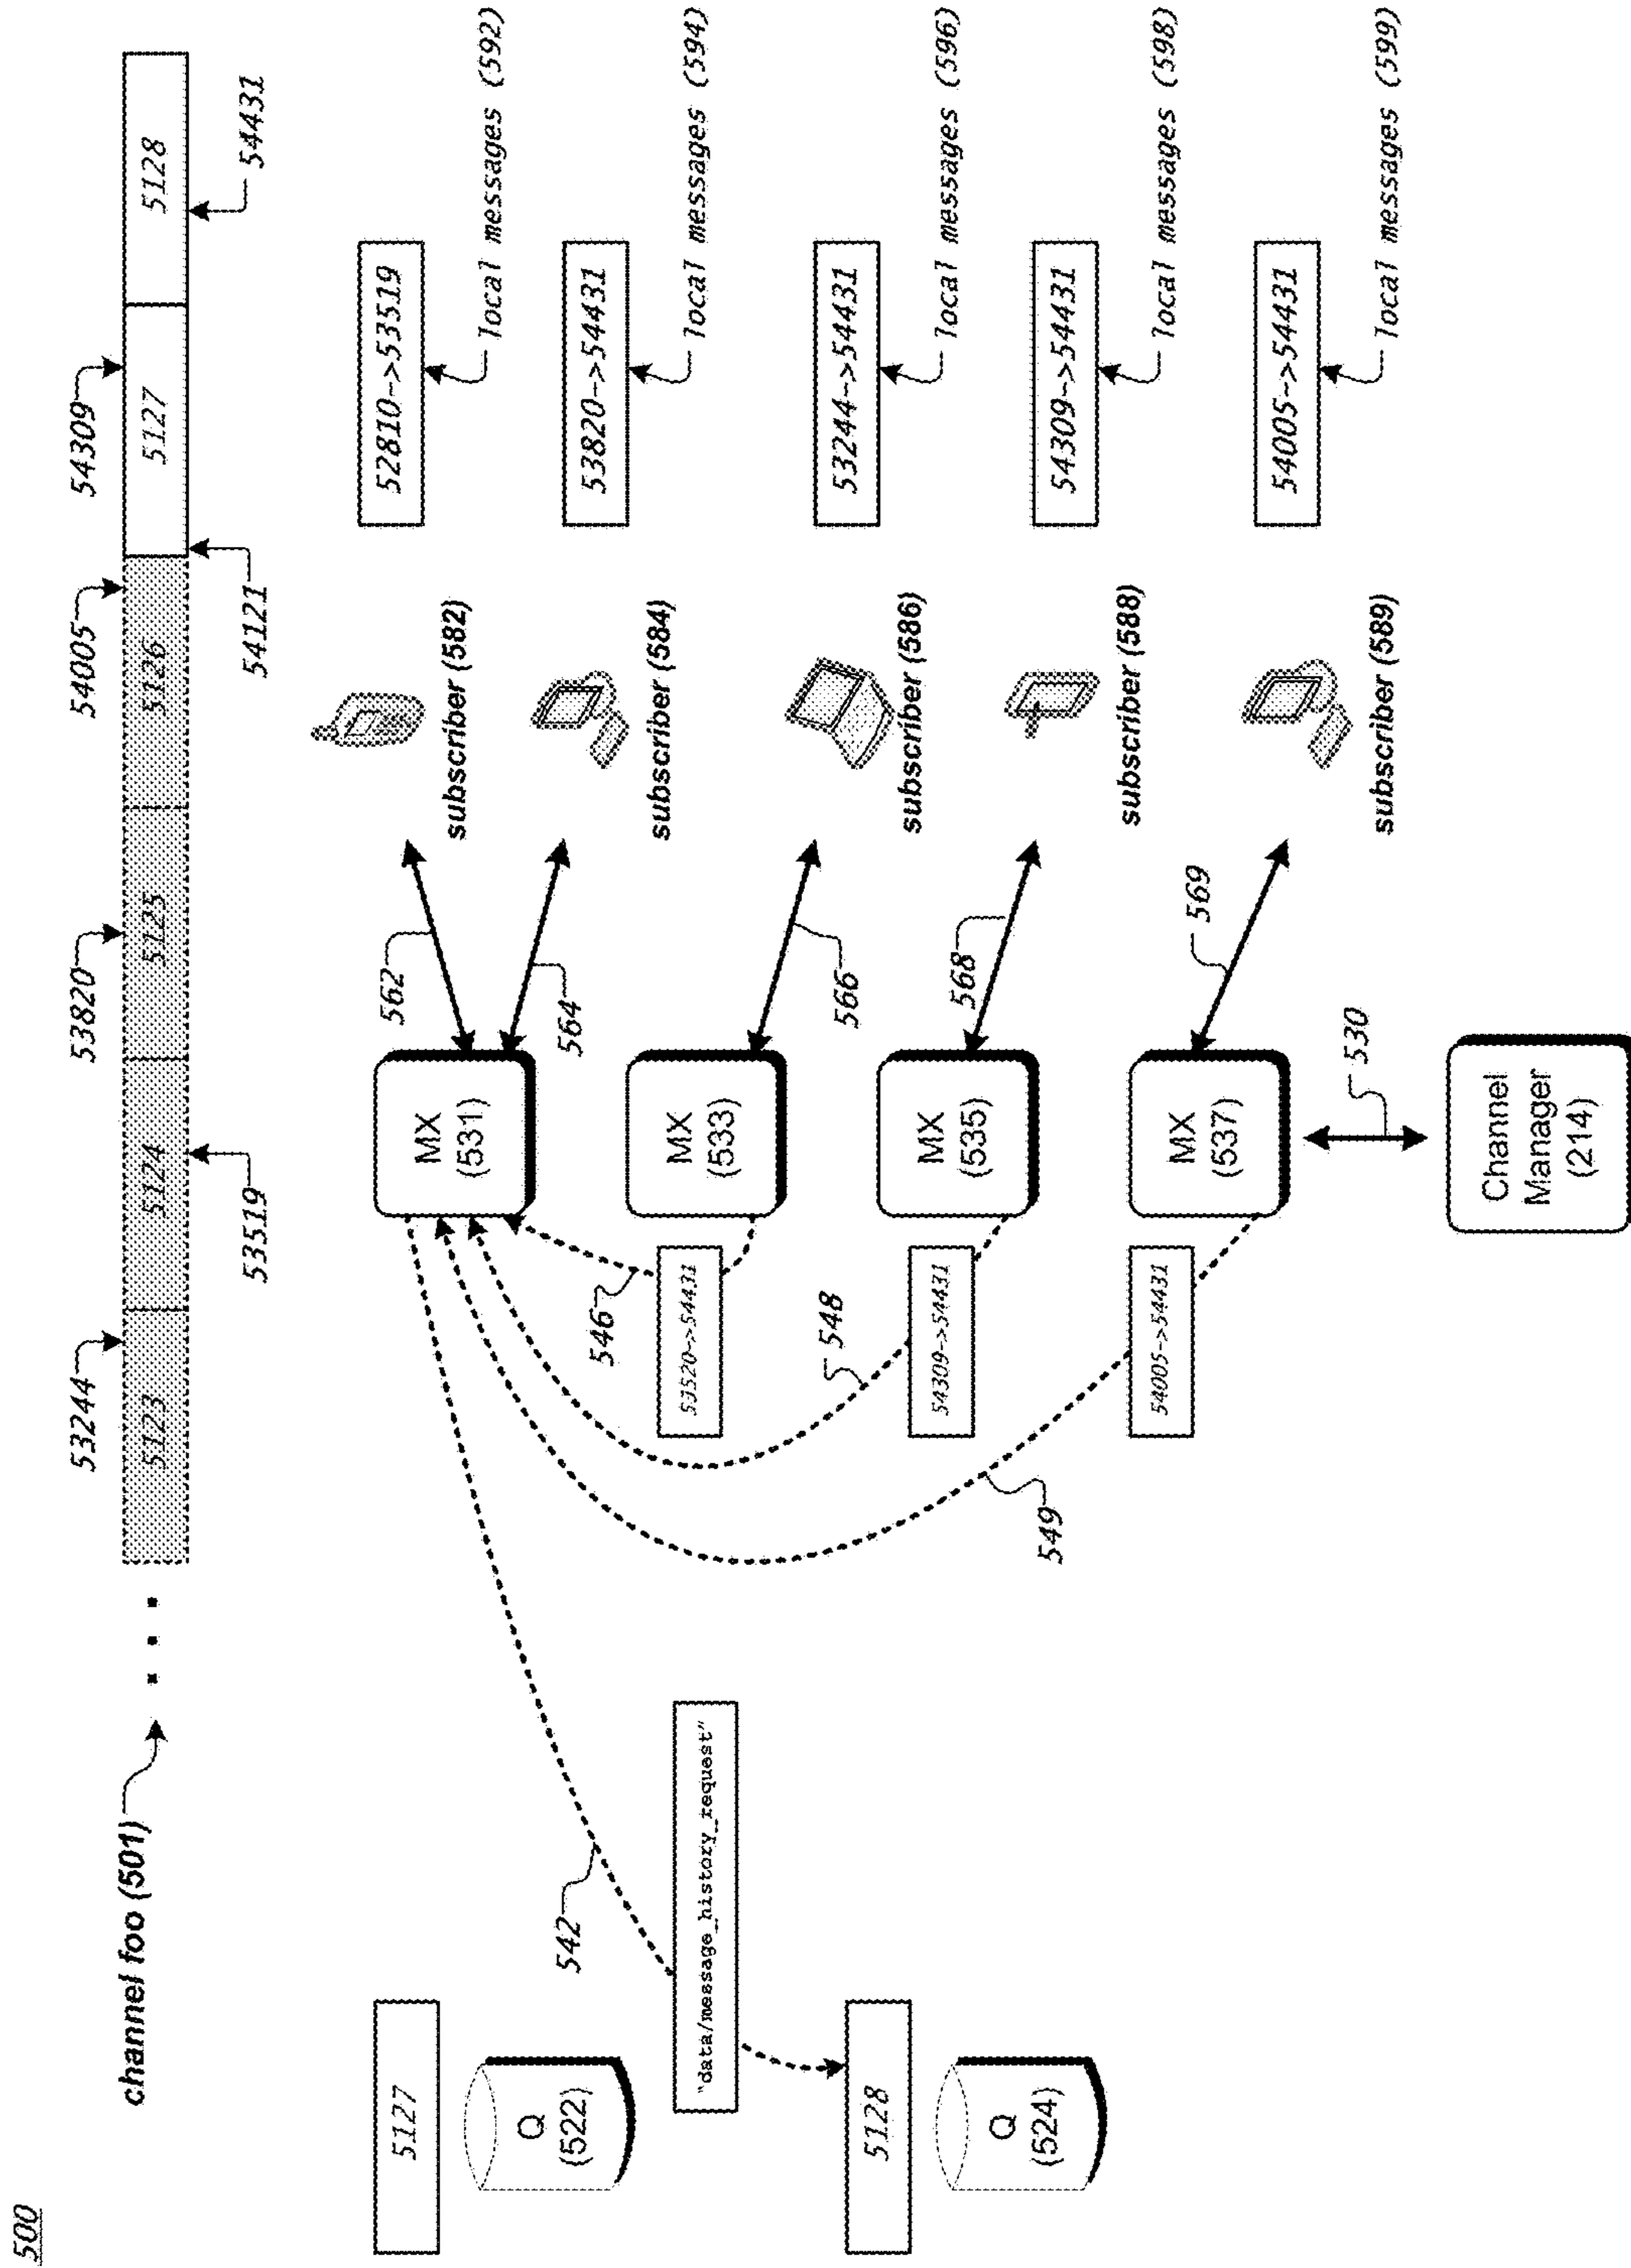 500
channel foo (501)
53244
53820
54005
54309
5123
5124
5125
5126
5127
5128
53519
54121
54431
5127
Q
(522)
542
"data/message_history_request"
5128
Q
(524)
MX
(531)
MX
(533)
MX
(535)
MX
(537)
546
53520->54431
548
54309->54431
549
54005->54431
530
Channel
Manager
(214)
562
564
566
568
569
subscriber (582)
subscriber (584)
subscriber (586)
subscriber (588)
subscriber (589)
52810->53519
local messages (592)
53820->54431
local messages (594)
53244->54431
local messages (596)
54309->54431
local messages (598)
54005->54431
local messages (599)